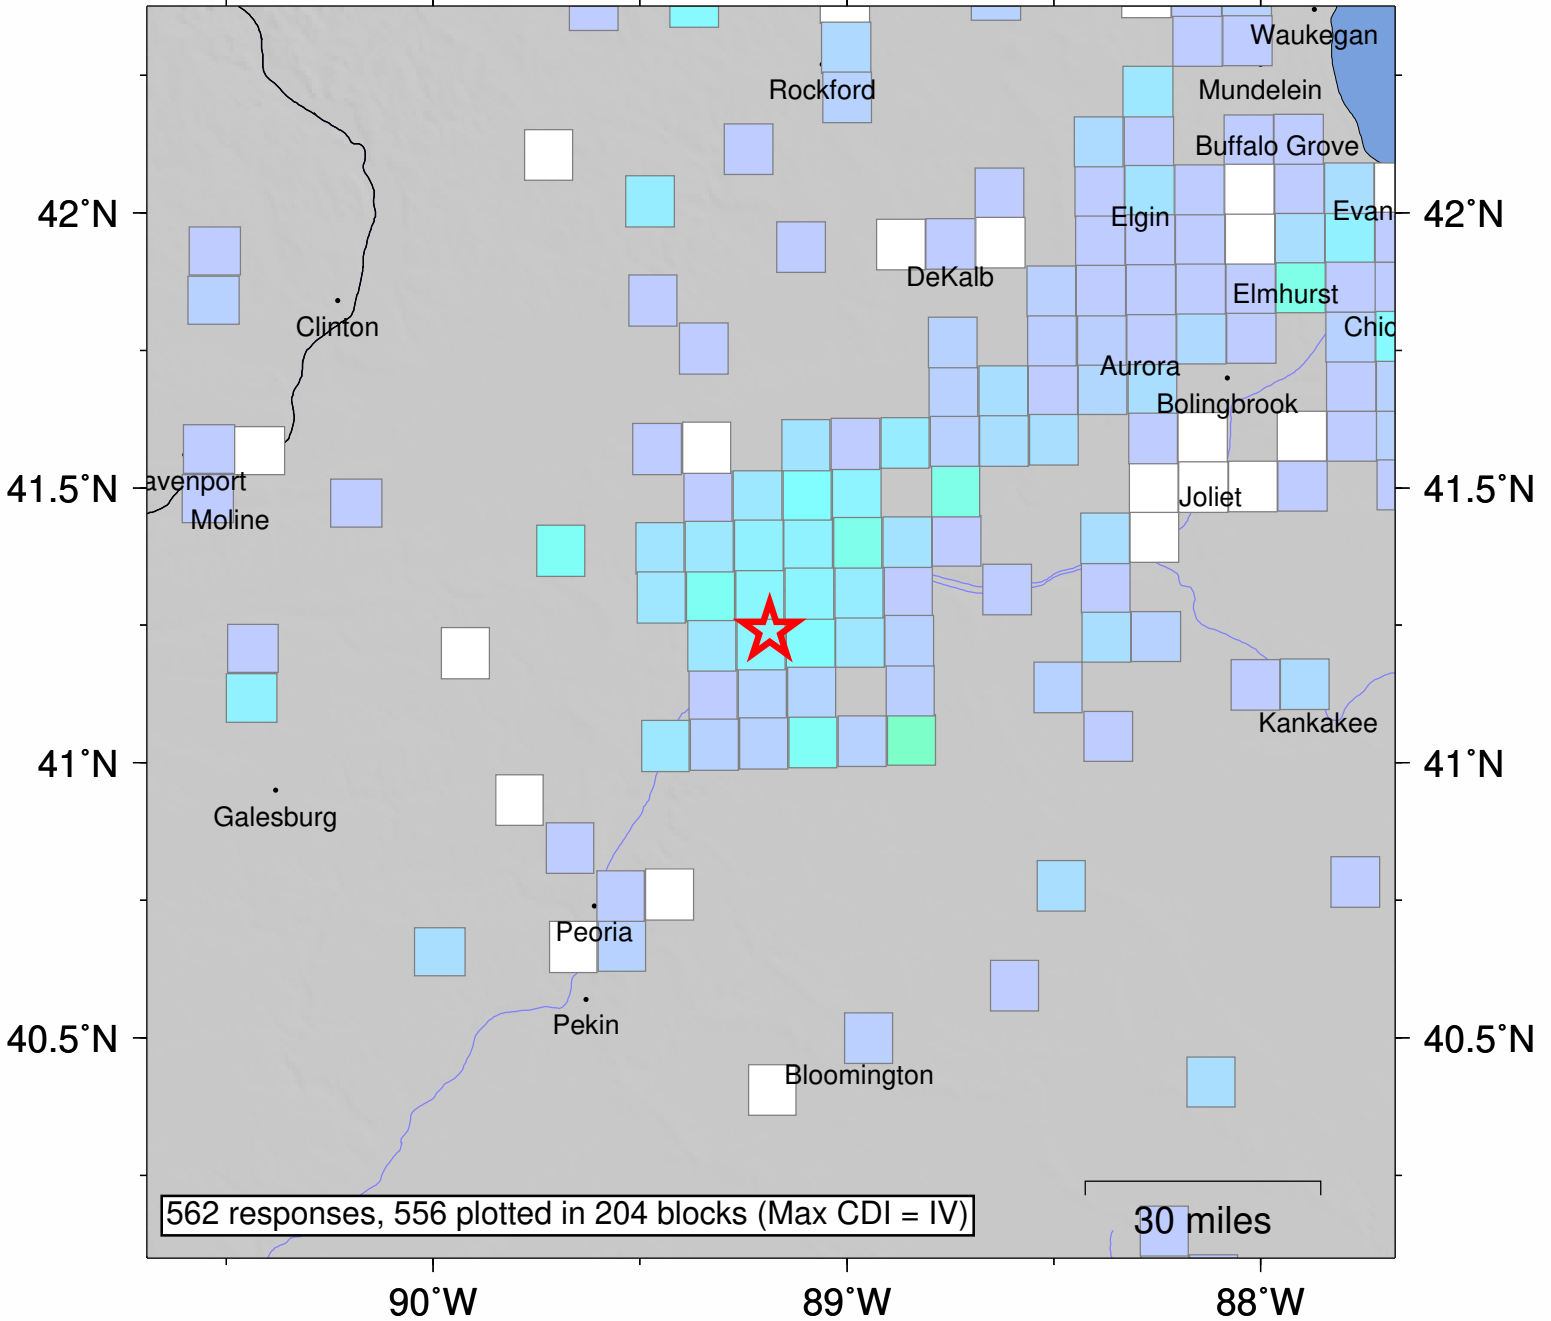 Waukegan
Rockford
Mundelein
Buffalo Grove
42°N
Elgin
Evan
42°N
DeKalb
Elmhurst
Clinton
Chic
Aurora
Bolingbrook
41.5°N
avenport
Joliet
41.5°N
Moline
Kankakee
41°N
41°N
Galesburg
Peoria
Pekin
40.5°N
40.5°N
Bloomington
562 responses, 556 plotted in 204 blocks (Max CDI = IV)
30 miles
90°W
89°W
88°W